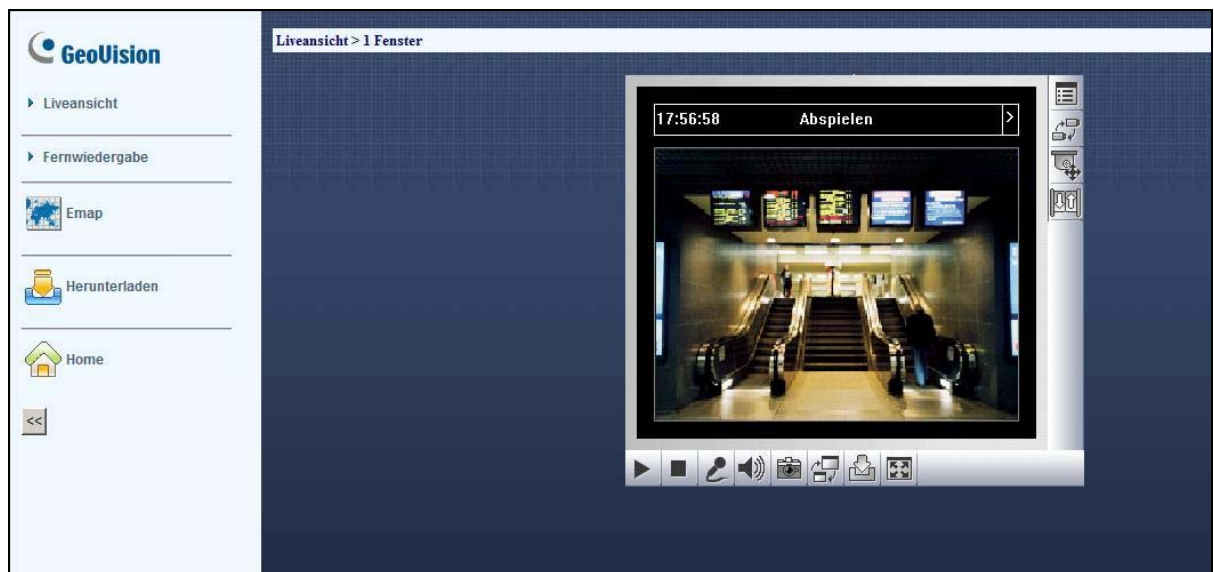 GeoVision
Liveansicht
Fernwiedergabe
Emap
Herunterladen
Home
<<
Liveansicht > 1 Fenster
17:56:58 Abspielen >